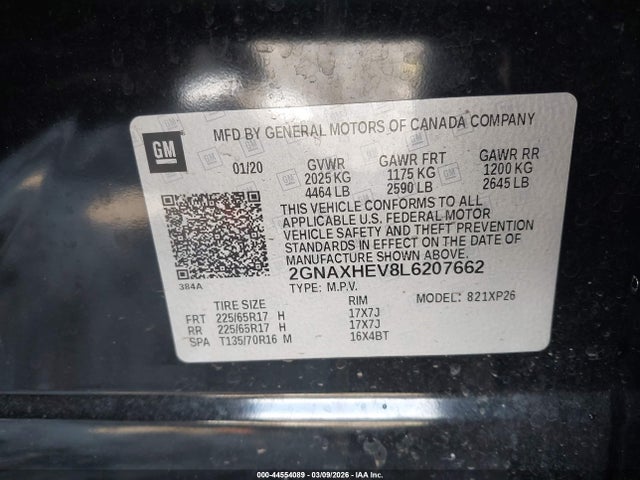 GM
MFD BY GENERAL MOTORS OF CANADA COMPANY
01/20 GVWR GAWR FRT GAWR RR
2025 KG 1175 KG 1200 KG
4464 LB 2590 LB 2645 LB
THIS VEHICLE CONFORMS TO ALL
APPLICABLE U.S. FEDERAL MOTOR
VEHICLE SAFETY AND THEFT PREVENTION
STANDARDS IN EFFECT ON THE DATE OF
MANUFACTURE SHOWN ABOVE.
384A
2GNAXHEV8L6207662
TYPE: M.P.V. MODEL: 821XP26
TIRE SIZE RIM
FRT 225/65R17 H 17X7J
RR 225/65R17 H 17X7J
SPA T135/70R16 M 16X4BT
000-44554089 | 03/09/2026 | IAA Inc.